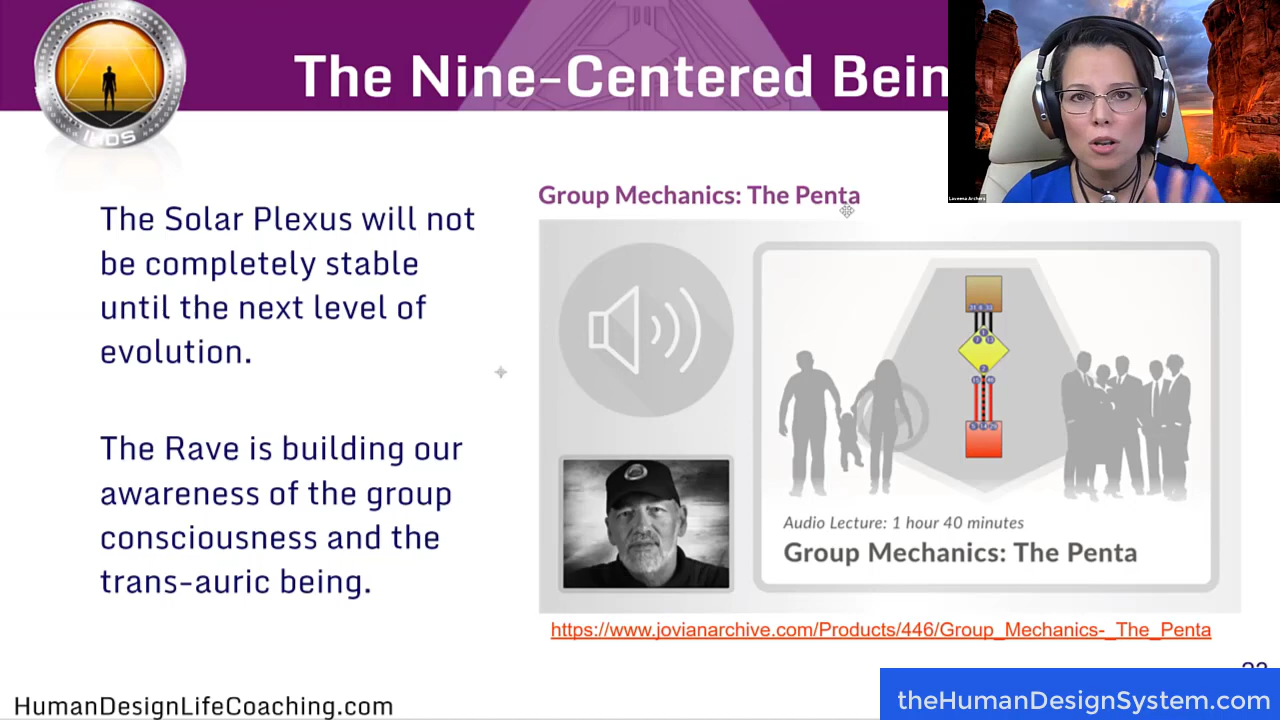 The Nine-Centered Bein
IHDS
Laveena Archers
Group Mechanics: The Penta
The Solar Plexus will not
be completely stable
until the next level of
evolution.
The Rave is building our
awareness of the group
consciousness and the
trans-auric being.
Audio Lecture: 1 hour 40 minutes
Group Mechanics: The Penta
https://www.jovianarchive.com/Products/446/Group_Mechanics-_The_Penta
HumanDesignLifeCoaching.com
theHumanDesignSystem.com